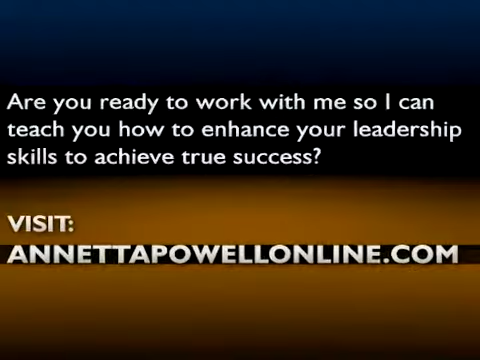 Are you ready to work with me so I can
teach you how to enhance your leadership
skills to achieve true success?
VISIT:
ANNETTAPOWELLONLINE.COM